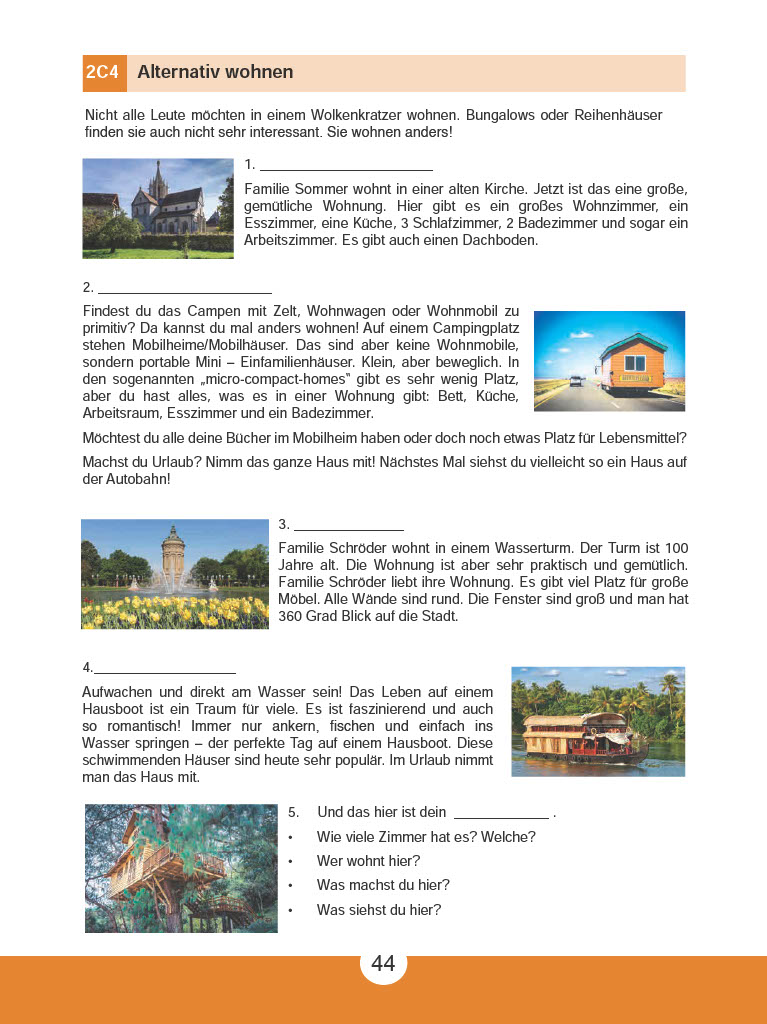 2C4 Alternativ wohnen
Nicht alle Leute möchten in einem Wolkenkratzer wohnen. Bungalows oder Reihenhäuser
finden sie auch nicht sehr interessant. Sie wohnen anders!
1. ______________________
Familie Sommer wohnt in einer alten Kirche. Jetzt ist das eine große,
gemütliche Wohnung. Hier gibt es ein großes Wohnzimmer, ein
Esszimmer, eine Küche, 3 Schlafzimmer, 2 Badezimmer und sogar ein
Arbeitszimmer. Es gibt auch einen Dachboden.
2. ______________________
Findest du das Campen mit Zelt, Wohnwagen oder Wohnmobil zu
primitiv? Da kannst du mal anders wohnen! Auf einem Campingplatz
stehen Mobilheime/Mobilhäuser. Das sind aber keine Wohnmobile,
sondern portable Mini – Einfamilienhäuser. Klein, aber beweglich. In
den sogenannten „micro-compact-homes“ gibt es sehr wenig Platz,
aber du hast alles, was es in einer Wohnung gibt: Bett, Küche,
Arbeitsraum, Esszimmer und ein Badezimmer.
Möchtest du alle deine Bücher im Mobilheim haben oder doch noch etwas Platz für Lebensmittel?
Machst du Urlaub? Nimm das ganze Haus mit! Nächstes Mal siehst du vielleicht so ein Haus auf
der Autobahn!
3. ______________
Familie Schröder wohnt in einem Wasserturm. Der Turm ist 100
Jahre alt. Die Wohnung ist aber sehr praktisch und gemütlich.
Familie Schröder liebt ihre Wohnung. Es gibt viel Platz für große
Möbel. Alle Wände sind rund. Die Fenster sind groß und man hat
360 Grad Blick auf die Stadt.
4.__________________
Aufwachen und direkt am Wasser sein! Das Leben auf einem
Hausboot ist ein Traum für viele. Es ist faszinierend und auch
so romantisch! Immer nur ankern, fischen und einfach ins
Wasser springen – der perfekte Tag auf einem Hausboot. Diese
schwimmenden Häuser sind heute sehr populär. Im Urlaub nimmt
man das Haus mit.
5. Und das hier ist dein ____________ .
• Wie viele Zimmer hat es? Welche?
• Wer wohnt hier?
• Was machst du hier?
• Was siehst du hier?
44